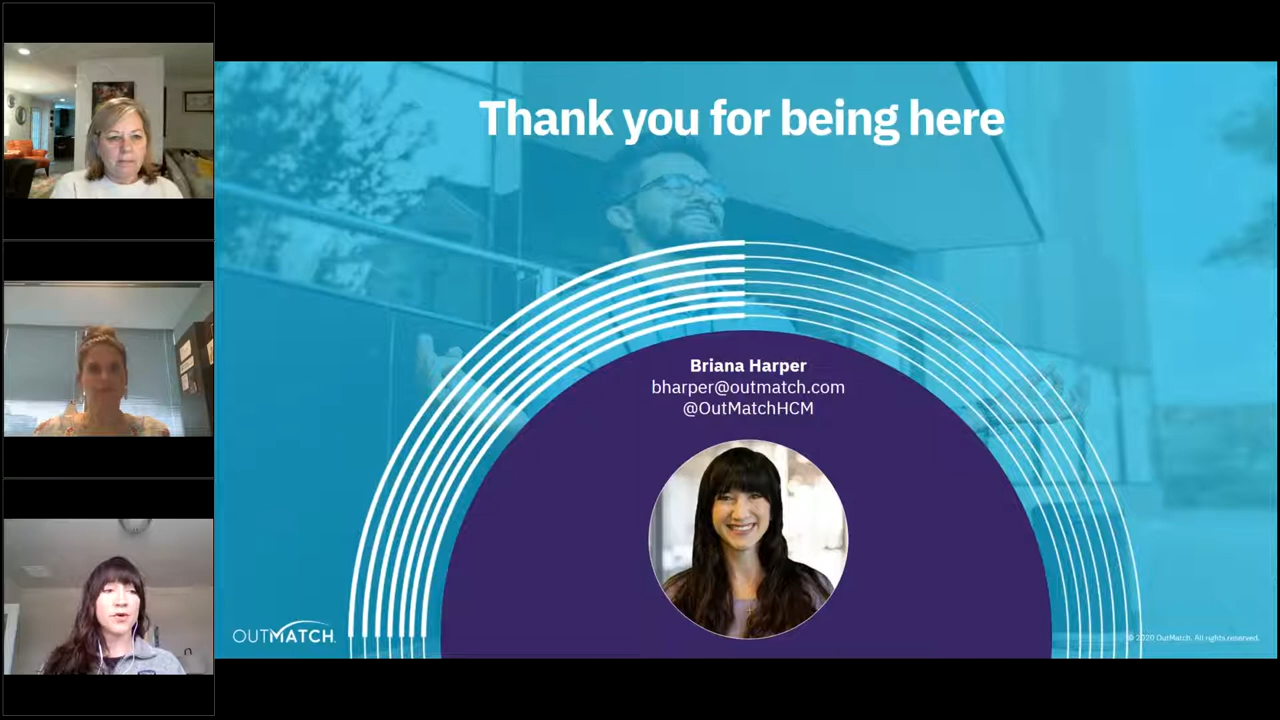 Thank you for being here
Briana Harper
bharper@outmatch.com
@OutMatchHCM
OUTMATCH
© 2020 OutMatch. All rights reserved.